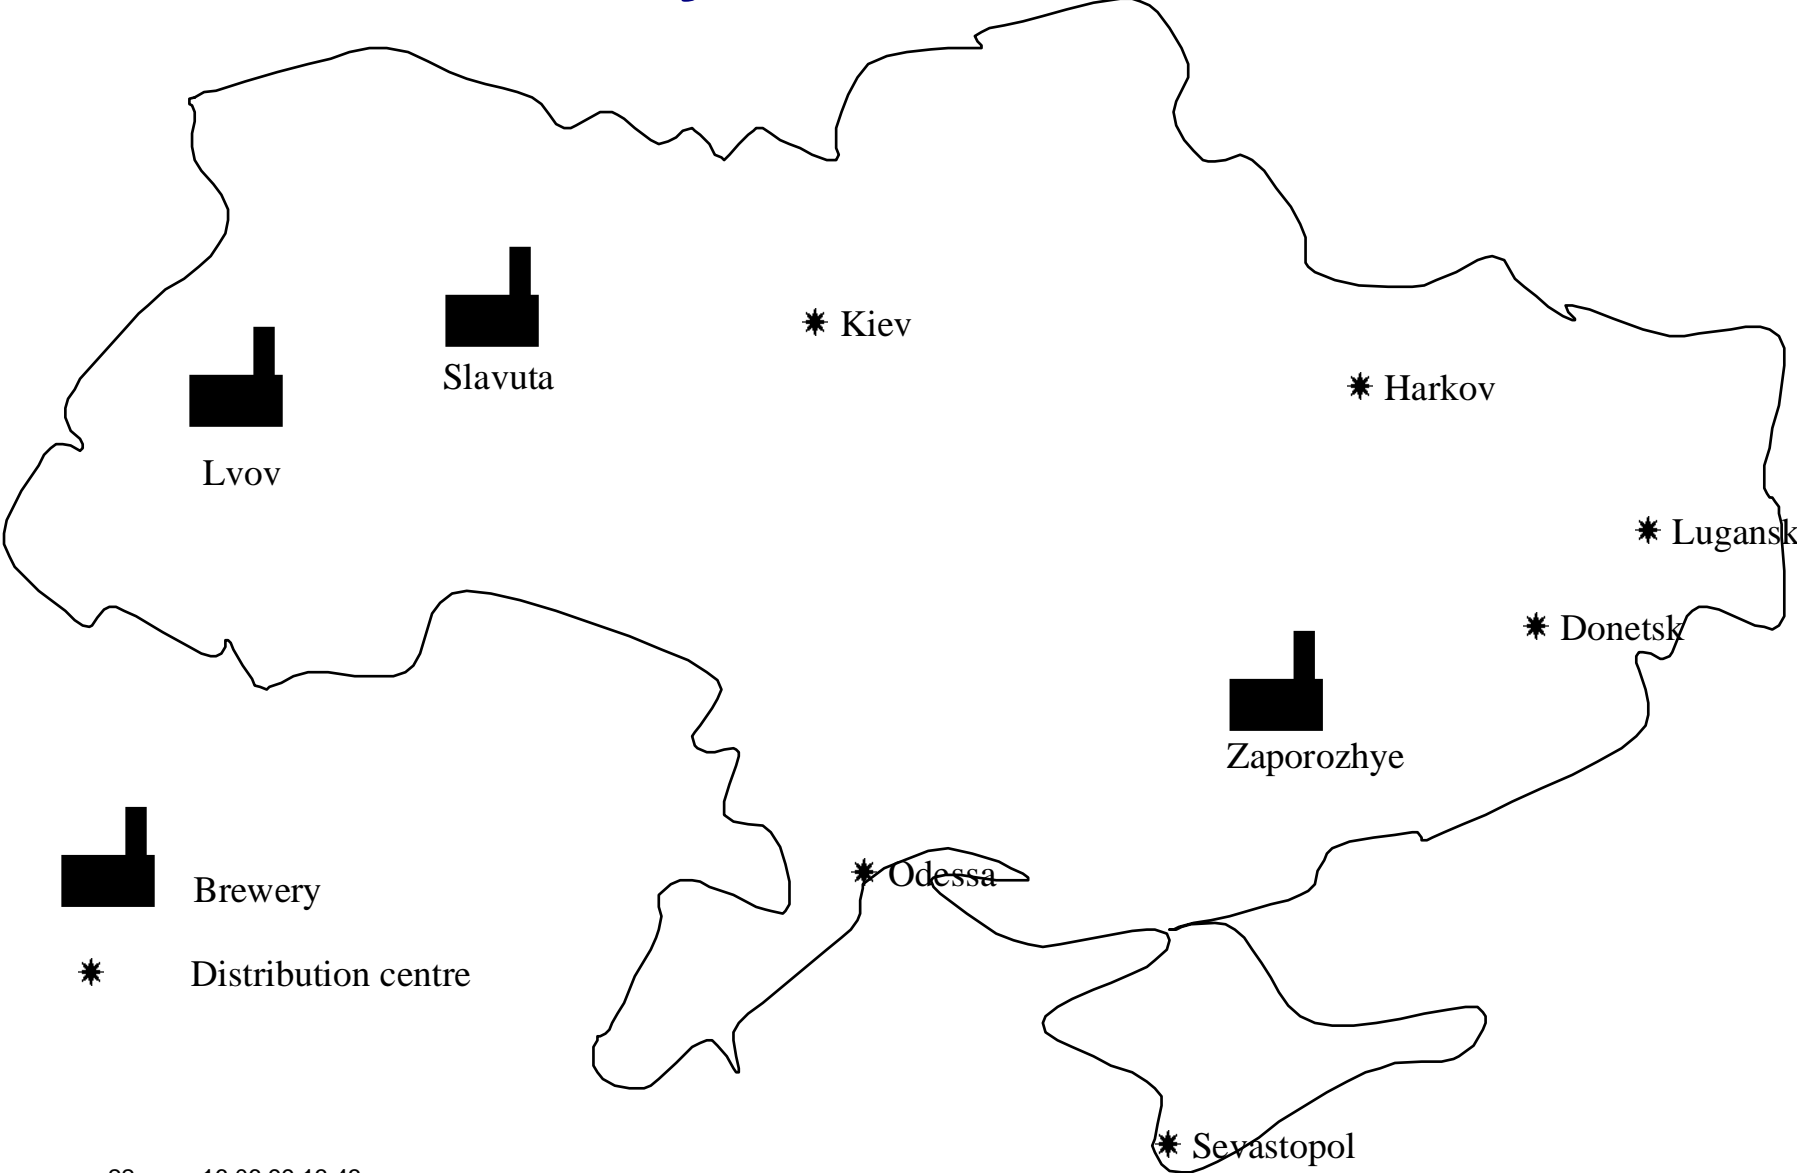 Kiev
Slavuta
Harkov
Lvov
Lugansk
Donetsk
Zaporozhye
Odessa
Brewery
Distribution centre
Sevastopol